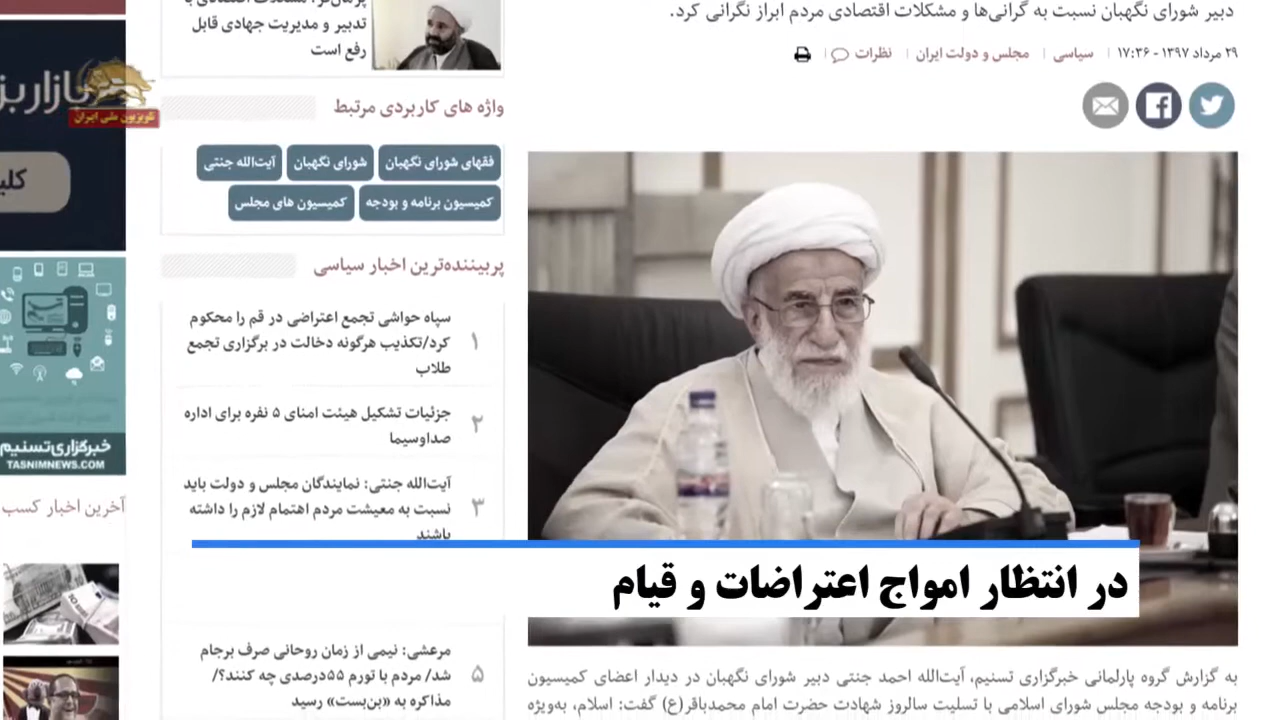 دبیر شورای نگهبان نسبت به گرانی‌ها و مشکلات اقتصادی مردم ابراز نگرانی کرد.
۲۹ مرداد ۱۳۹۷ - ۱۷:۳۶ | سیاسی | مجلس و دولت ایران | نظرات
تدبیر و مدیریت جهادی قابل
رفع است
واژه های کاربردی مرتبط
فقهای شورای نگهبان
شورای نگهبان
آیت‌الله جنتی
کمیسیون برنامه و بودجه
کمیسیون های مجلس
پربیننده‌ترین اخبار سیاسی
۱
سپاه حواشی تجمع اعتراضی در قم را محکوم
کرد/تکذیب هرگونه دخالت در برگزاری تجمع
طلاب
۲
جزئیات تشکیل هیئت امنای ۵ نفره برای اداره
صداوسیما
۳
آیت‌الله جنتی: نمایندگان مجلس و دولت باید
نسبت به معیشت مردم اهتمام لازم را داشته
باشند
در انتظار امواج اعتراضات و قیام
۵
مرعشی: نیمی از زمان روحانی صرف برجام
شد/ مردم با تورم ۵۵درصدی چه کنند؟/
مذاکره به «بن‌بست» رسید
به گزارش گروه پارلمانی خبرگزاری تسنیم، آیت‌الله احمد جنتی دبیر شورای نگهبان در دیدار اعضای کمیسیون
برنامه و بودجه مجلس شورای اسلامی با تسلیت سالروز شهادت حضرت امام محمدباقر(ع) گفت: اسلام، به‌ویژه
تلویزیون ملی ایران
خبرگزاری تسنیم
TASNIMNEWS.COM
آخرین اخبار کسب